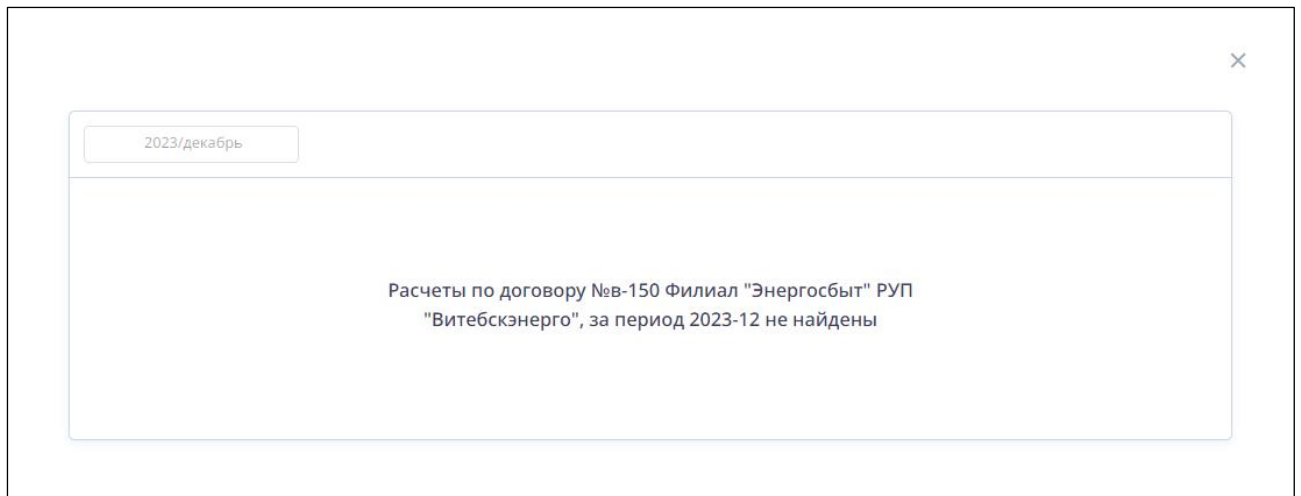 2023/декабрь
Расчеты по договору №в-150 Филиал "Энергосбыт" РУП
"Витебскэнерго", за период 2023-12 не найдены